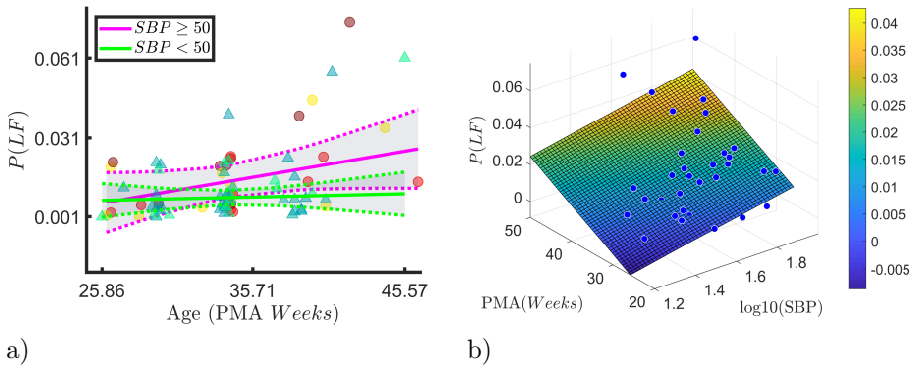 SBP ≥ 50
SBP < 50
0.061
0.031
0.001
P(LF)
25.86 35.71 45.57
Age (PMA Weeks)
a)
0.06
0.04
0.02
0
P(LF)
50
40
30
20
PMA(Weeks)
1.2
1.4
1.6
1.8
log10(SBP)
0.04
0.035
0.03
0.025
0.02
0.015
0.01
0.005
0
-0.005
b)